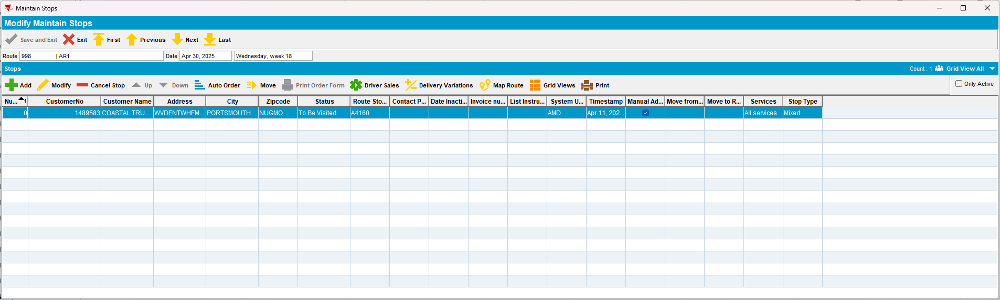 Maintain Stops
Modify Maintain Stops
Save and Exit Exit First Previous Next Last
Route 998 | AR1 Date Apr 30, 2025 Wednesday, week 18
Stops Count : 1 Grid View All
Add Modify Cancel Stop Up Down Auto Order Move Print Order Form Driver Sales Delivery Variations Map Route Grid Views Print Only Active
Nu... 1 CustomerNo Customer Name Address City Zipcode Status Route Sto... Contact P... Date Inacti... Invoice nu... List Instru... System U... Timestamp Manual Ad... Move from... Move to R... Services Stop Type
0 1489583 COASTAL TRU... WVDFNTWHFM... PORTSMOUTH NUGMO To Be Visited A4160 AMD Apr 11, 202... All services Mixed